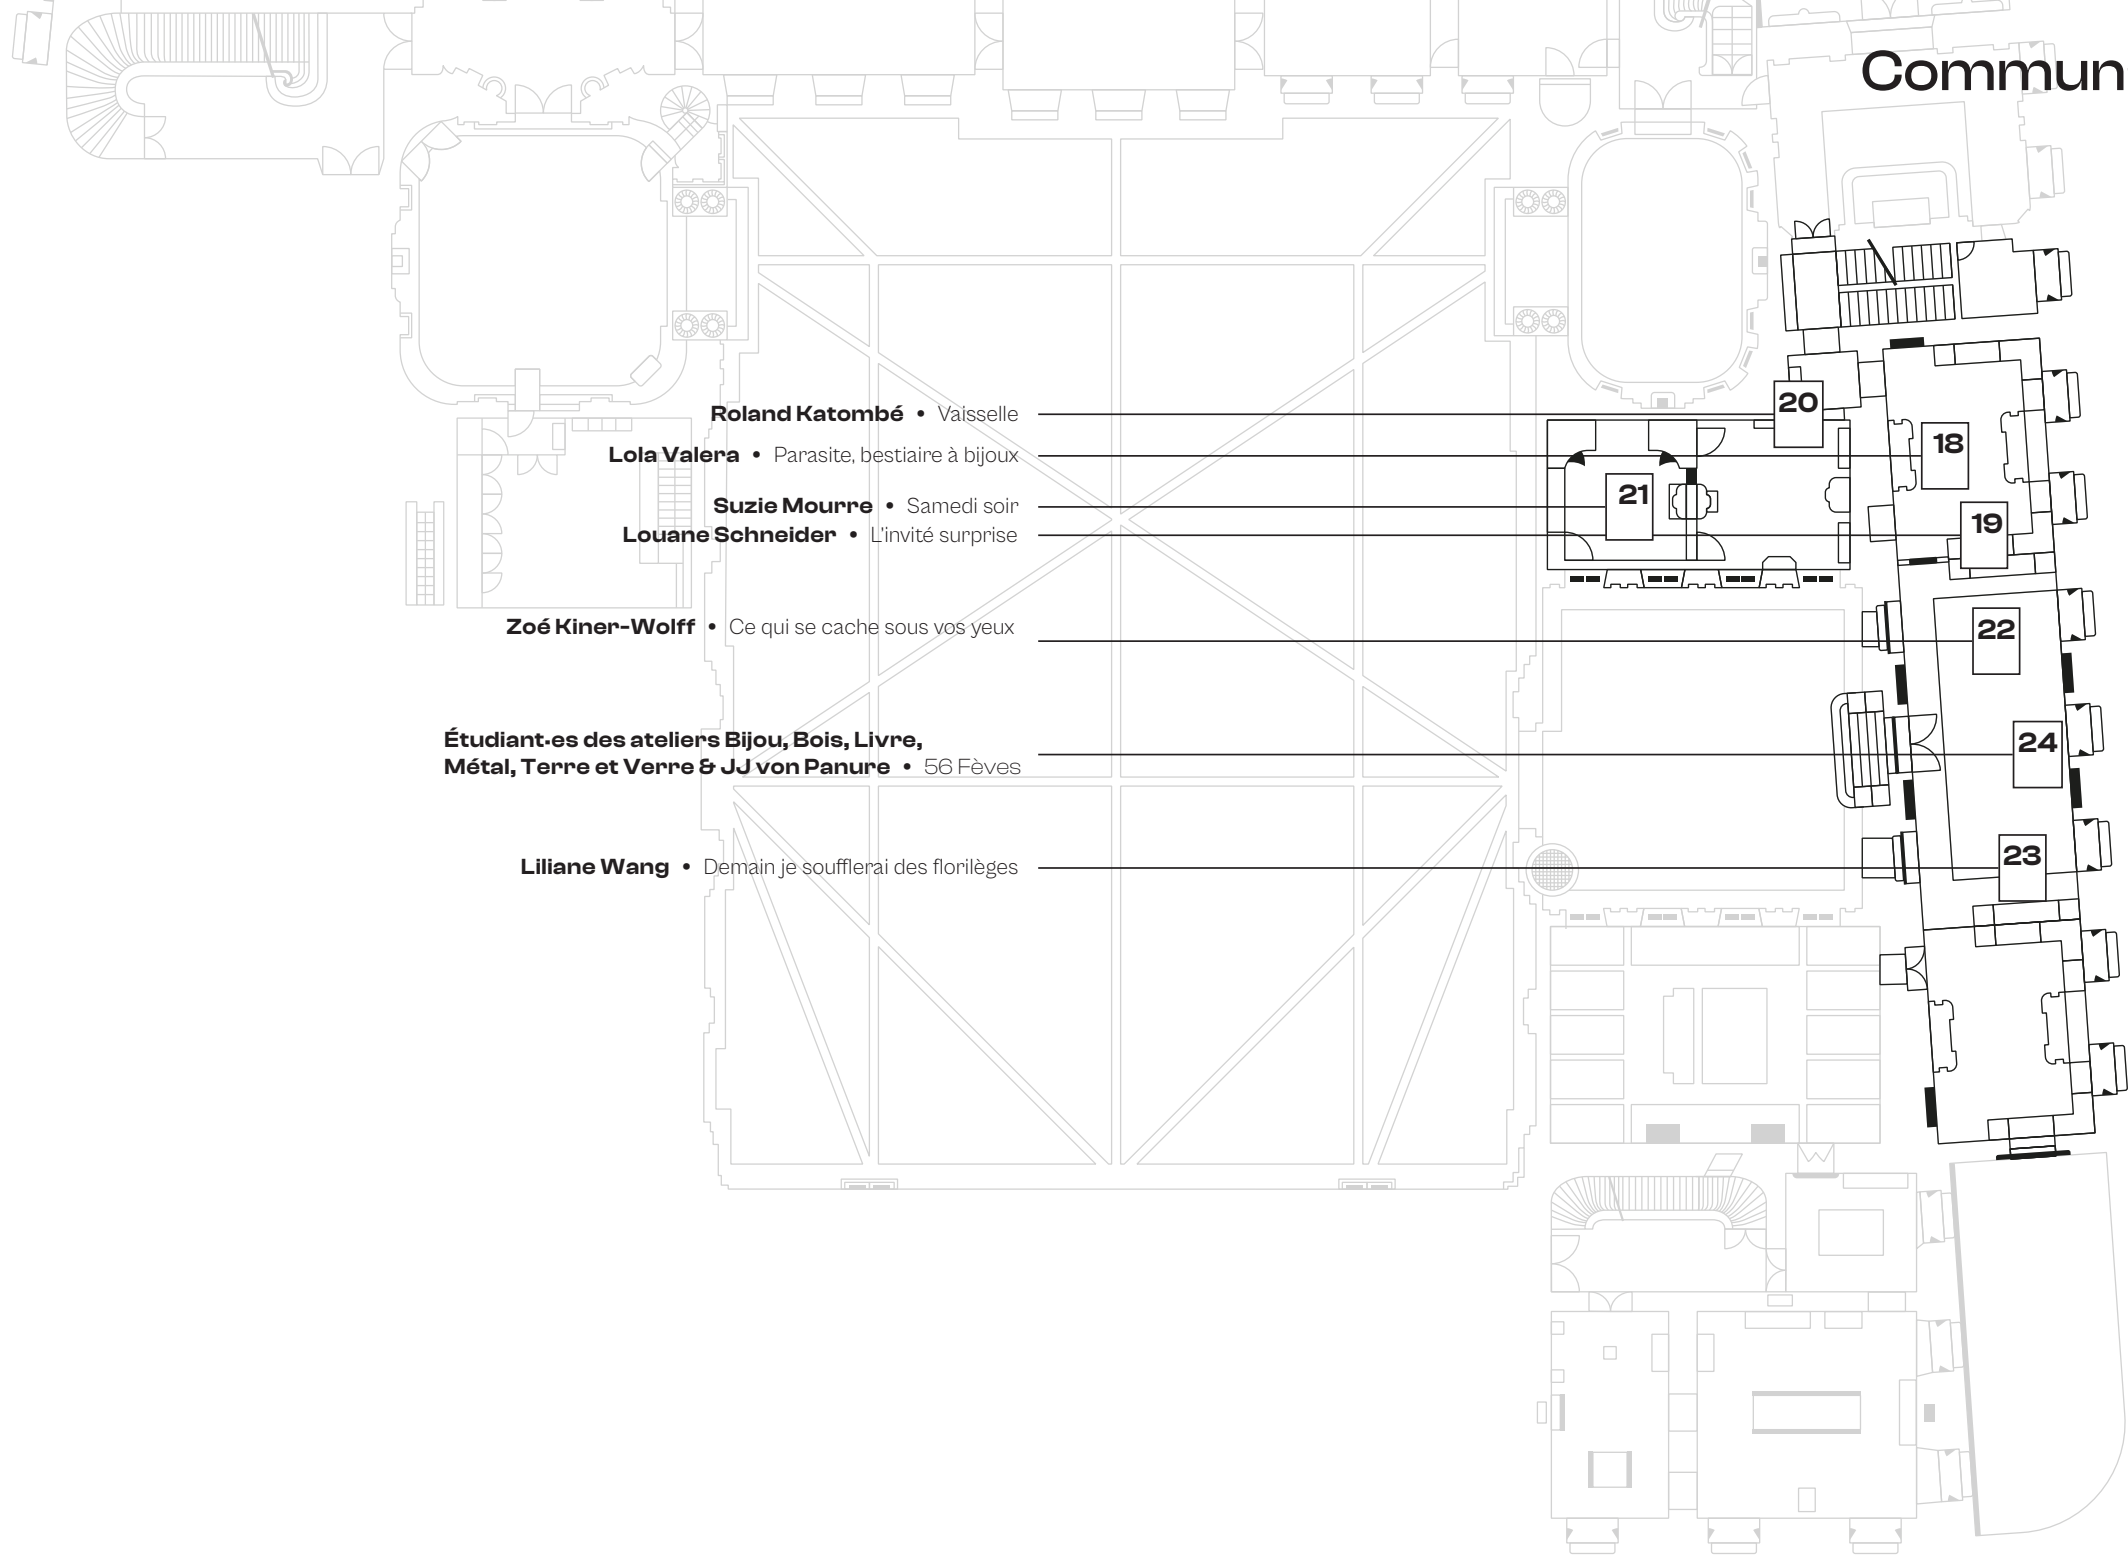 Commun
Roland Katombé • Vaisselle
20
Lola Valera • Parasite, bestiaire à bijoux
18
Suzie Mourre • Samedi soir
21
Louane Schneider • L'invité surprise
19
Zoé Kiner-Wolff • Ce qui se cache sous vos yeux
22
Étudiant·es des ateliers Bijou, Bois, Livre,
Métal, Terre et Verre & JJ von Panure • 56 Fèves
24
Liliane Wang • Demain je soufflerai des florilèges
23